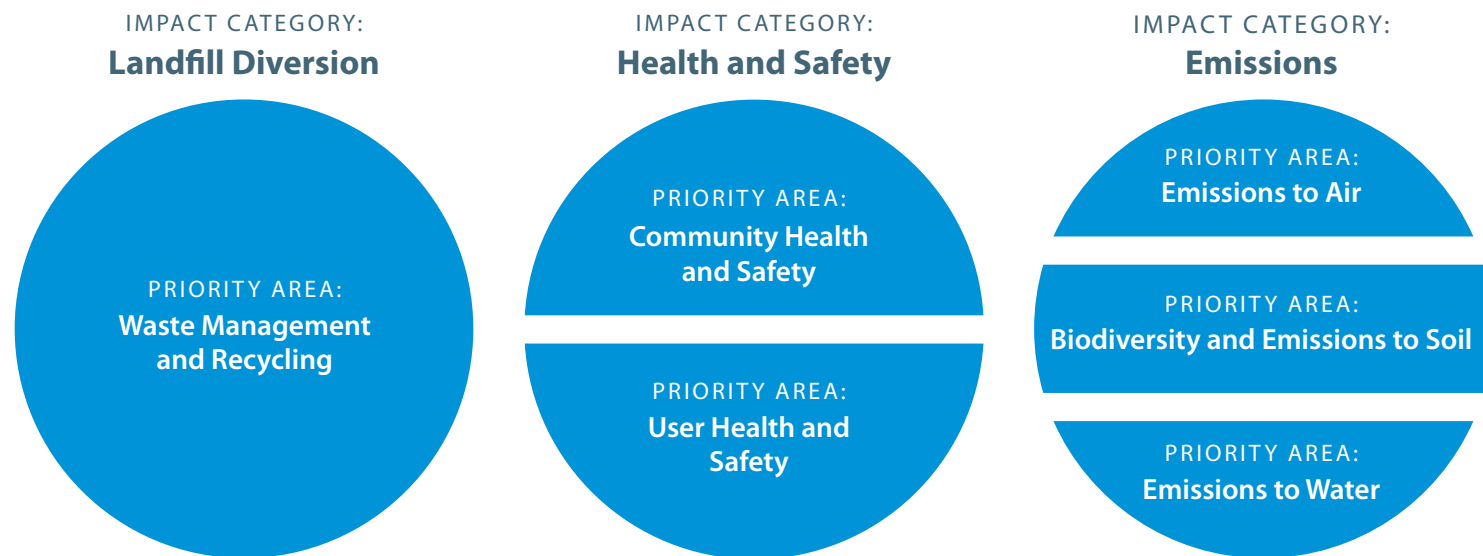 IMPACT CATEGORY:
Landfill Diversion
PRIORITY AREA:
Waste Management
and Recycling
IMPACT CATEGORY:
Health and Safety
PRIORITY AREA:
Community Health
and Safety
PRIORITY AREA:
User Health and
Safety
IMPACT CATEGORY:
Emissions
PRIORITY AREA:
Emissions to Air
PRIORITY AREA:
Biodiversity and Emissions to Soil
PRIORITY AREA:
Emissions to Water